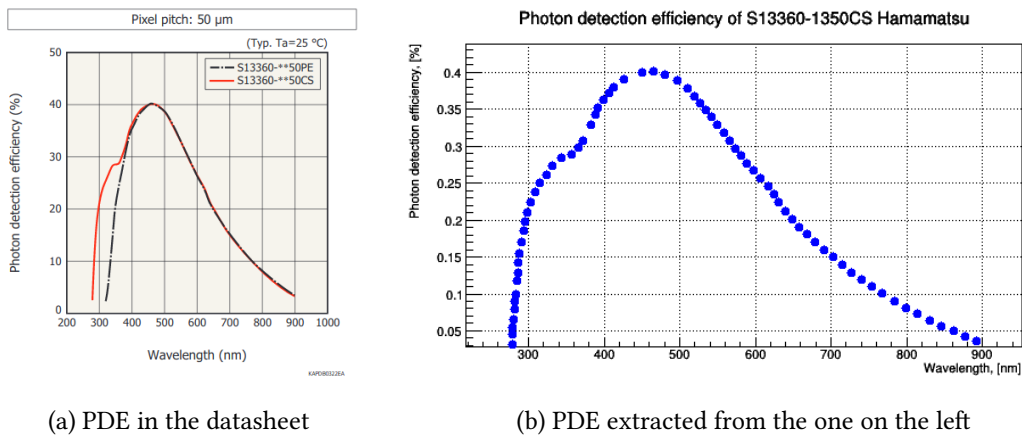 Pixel pitch: 50 µm
(Typ. Ta=25 °C)
S13360-**50PE
S13360-**50CS
Photon detection efficiency (%)
50
40
30
20
10
0
200 300 400 500 600 700 800 900 1000
Wavelength (nm)
KAPDB0322EA
(a) PDE in the datasheet
Photon detection efficiency of S13360-1350CS Hamamatsu
Photon detection efficiency, [%]
0.4
0.35
0.3
0.25
0.2
0.15
0.1
0.05
300 400 500 600 700 800 900
Wavelength, [nm]
(b) PDE extracted from the one on the left